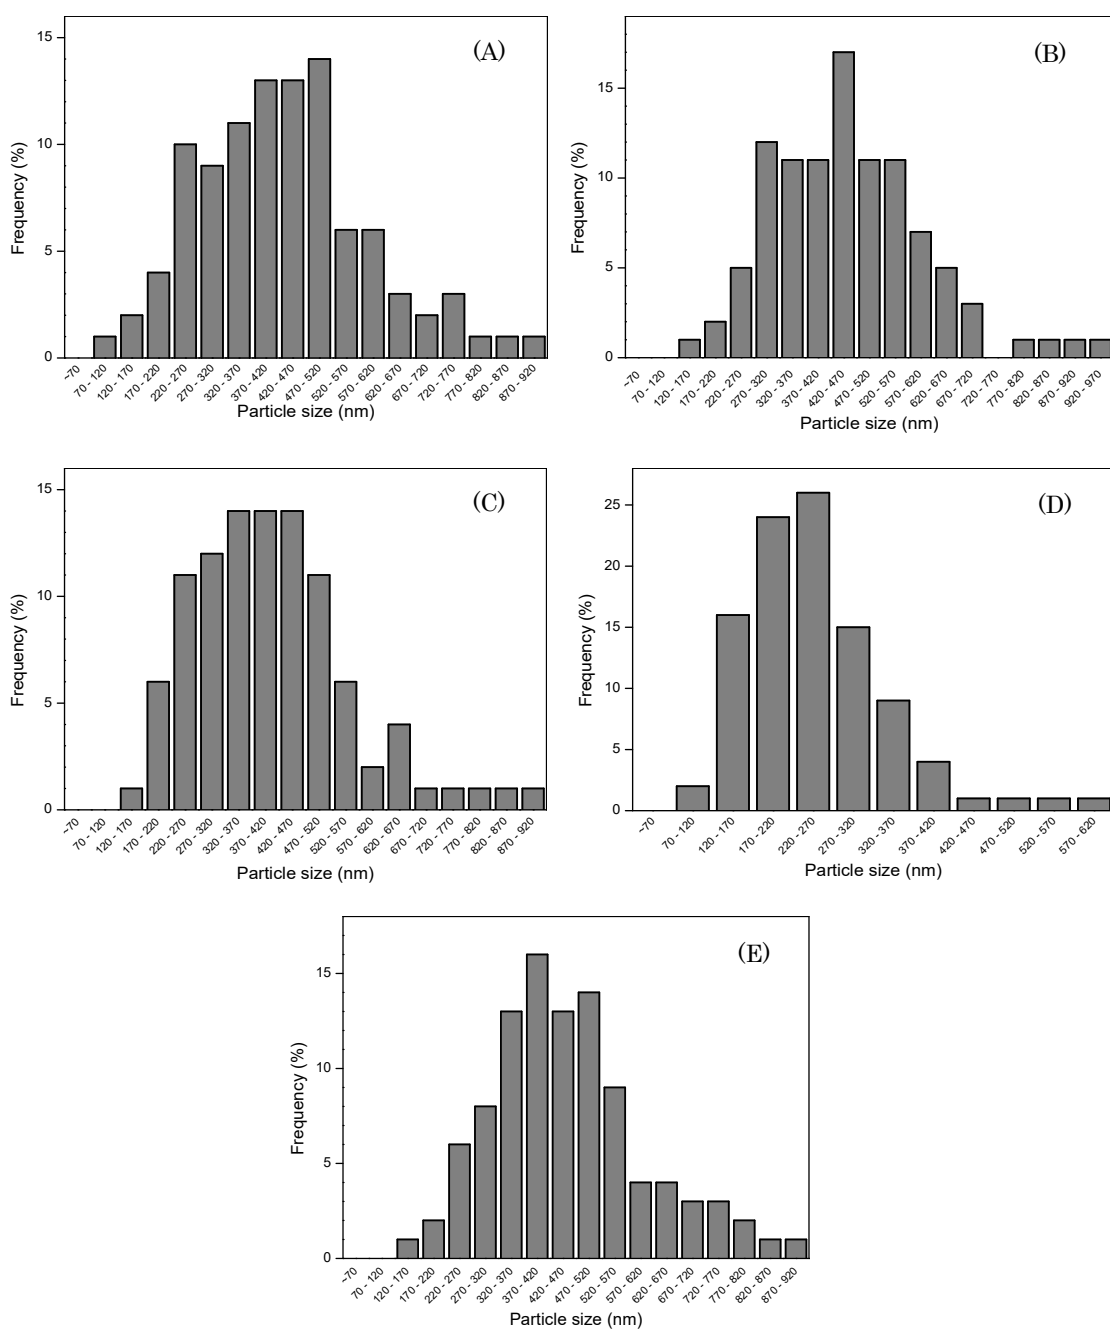 (A)
15
10
5
0
Frequency (%)
~70
70 - 120
120 - 170
170 - 220
220 - 270
270 - 320
320 - 370
370 - 420
420 - 470
470 - 520
520 - 570
570 - 620
620 - 670
670 - 720
720 - 770
770 - 820
820 - 870
870 - 920
Particle size (nm)
(B)
15
10
5
0
Frequency (%)
~70
70 - 120
120 - 170
170 - 220
220 - 270
270 - 320
320 - 370
370 - 420
420 - 470
470 - 520
520 - 570
570 - 620
620 - 670
670 - 720
720 - 770
770 - 820
820 - 870
870 - 920
920 - 970
Particle size (nm)
(C)
15
10
5
0
Frequency (%)
~70
70 - 120
120 - 170
170 - 220
220 - 270
270 - 320
320 - 370
370 - 420
420 - 470
470 - 520
520 - 570
570 - 620
620 - 670
670 - 720
720 - 770
770 - 820
820 - 870
870 - 920
Particle size (nm)
(D)
25
20
15
10
5
0
Frequency (%)
~70
70 - 120
120 - 170
170 - 220
220 - 270
270 - 320
320 - 370
370 - 420
420 - 470
470 - 520
520 - 570
570 - 620
Particle size (nm)
(E)
15
10
5
0
Frequency (%)
~70
70 - 120
120 - 170
170 - 220
220 - 270
270 - 320
320 - 370
370 - 420
420 - 470
470 - 520
520 - 570
570 - 620
620 - 670
670 - 720
720 - 770
770 - 820
820 - 870
870 - 920
Particle size (nm)